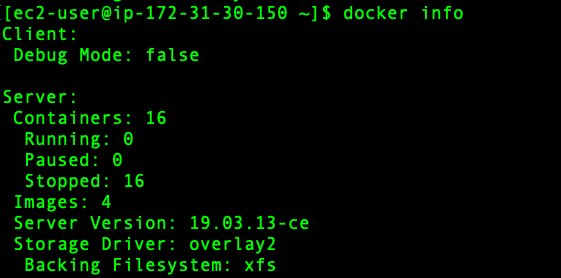 [ec2-user@ip-172-31-30-150 ~]$ docker info
Client:
 Debug Mode: false

Server:
 Containers: 16
  Running: 0
  Paused: 0
  Stopped: 16
 Images: 4
 Server Version: 19.03.13-ce
 Storage Driver: overlay2
  Backing Filesystem: xfs